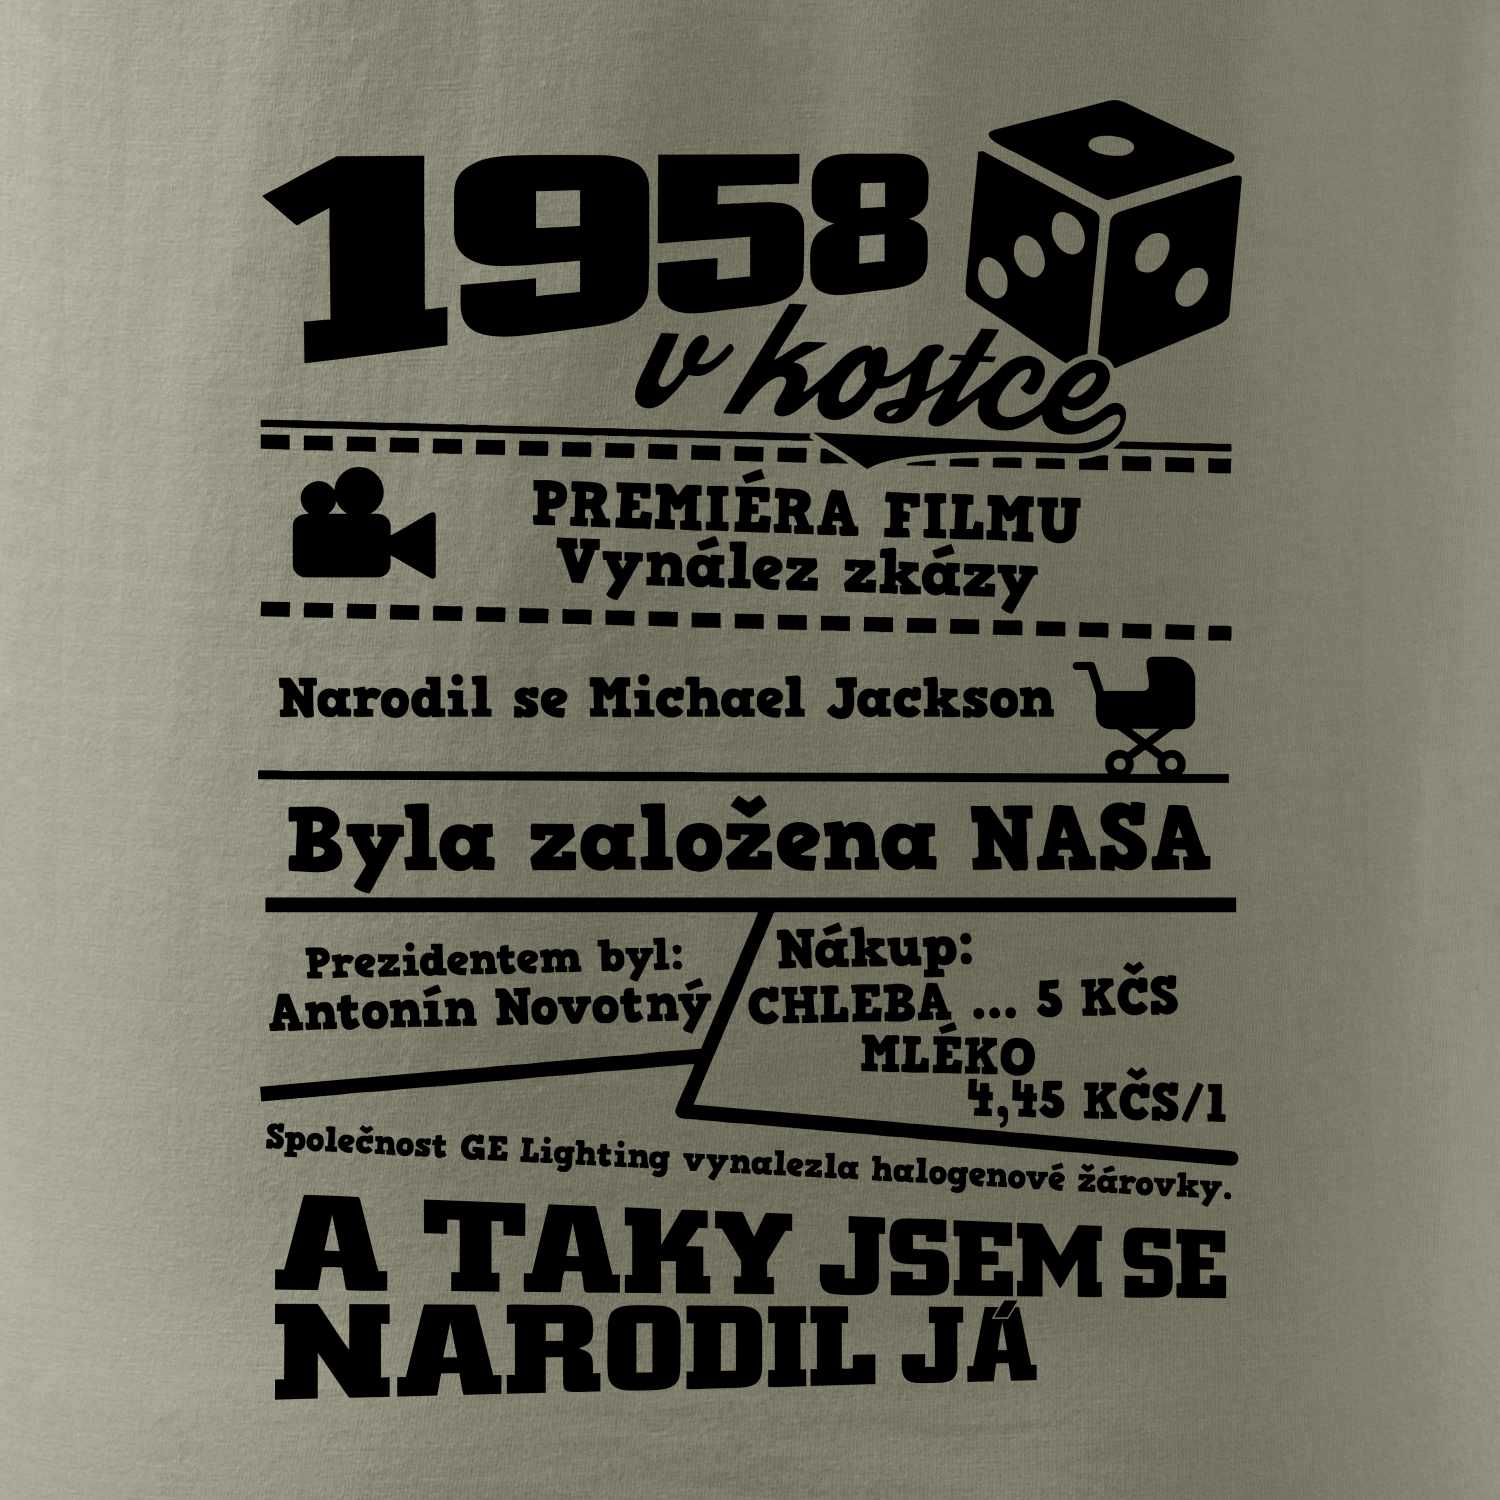 1958
v kostce
PREMIÉRA FILMU
Vynález zkázy
Narodil se Michael Jackson
Byla založena NASA
Prezidentem byl:
Antonín Novotný
Nákup:
CHLEBA ... 5 KČS
MLÉKO
4,45 KČS/l
Společnost GE Lighting vynalezla halogenové žárovky.
A TAKY JSEM SE
NARODIL JÁ